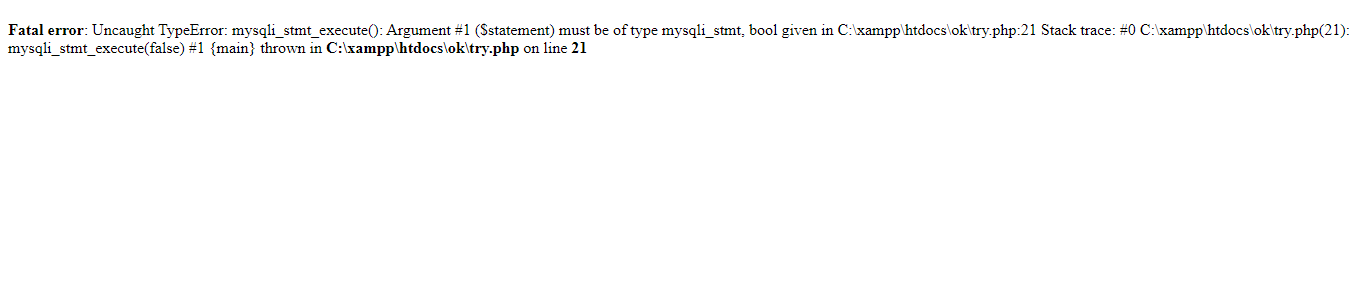 Fatal error: Uncaught TypeError: mysqli_stmt_execute(): Argument #1 ($statement) must be of type mysqli_stmt, bool given in C:\xampp\htdocs\ok\try.php:21 Stack trace: #0 C:\xampp\htdocs\ok\try.php(21):
mysqli_stmt_execute(false) #1 {main} thrown in C:\xampp\htdocs\ok\try.php on line 21